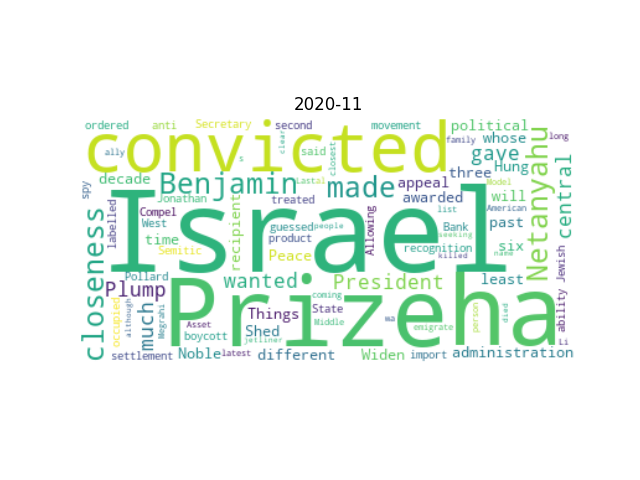 2020-11
ordered anti Secretary second movement political whose long
convicted
ally s clear said closest family gave Netanyahu
spy decade Benjamin made appeal three Hung central
Jonathan treated Lastal awarded will Model
labelled Compel Israel list American past
closeness West recipient guessed people Allowing Bank seeking
time product recognition six name
Semitic Peace killed
Pollard wanted President least Jewish
Plump Prizeha ability
occupied although much Megrahi Things State coming Middle wa emigrate person died
Asset Shed
boycott jetliner Li
settlement Noble latest different Widen import administration